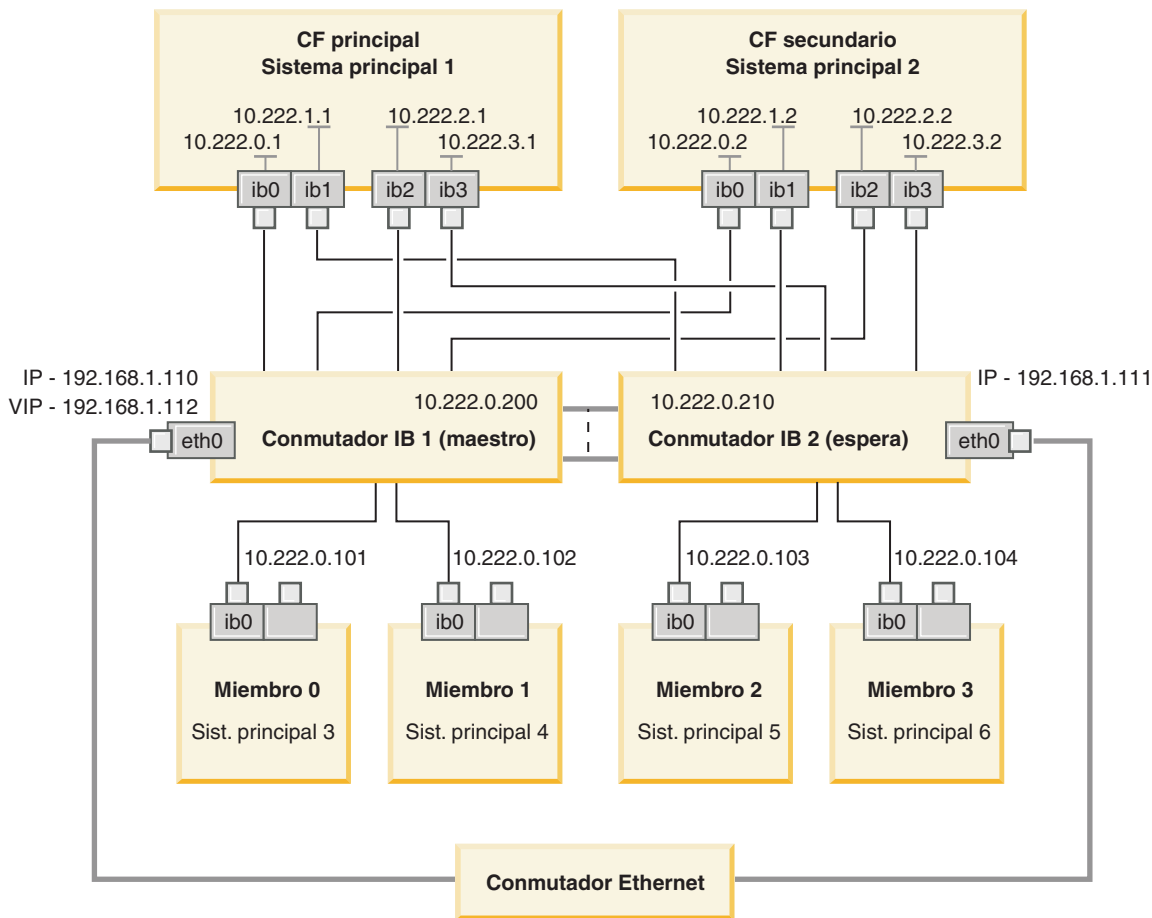 CF principal
Sistema principal 1
CF secundario
Sistema principal 2
10.222.1.1
10.222.2.1
10.222.0.1
10.222.3.1
10.222.1.2
10.222.2.2
10.222.0.2
10.222.3.2
ib0
ib1
ib2
ib3
ib0
ib1
ib2
ib3
IP - 192.168.1.110
VIP - 192.168.1.112
IP - 192.168.1.111
10.222.0.200
Conmutador IB 1 (maestro)
10.222.0.210
Conmutador IB 2 (espera)
eth0
eth0
10.222.0.101
10.222.0.102
10.222.0.103
10.222.0.104
ib0
ib0
ib0
ib0
Miembro 0
Sist. principal 3
Miembro 1
Sist. principal 4
Miembro 2
Sist. principal 5
Miembro 3
Sist. principal 6
Conmutador Ethernet